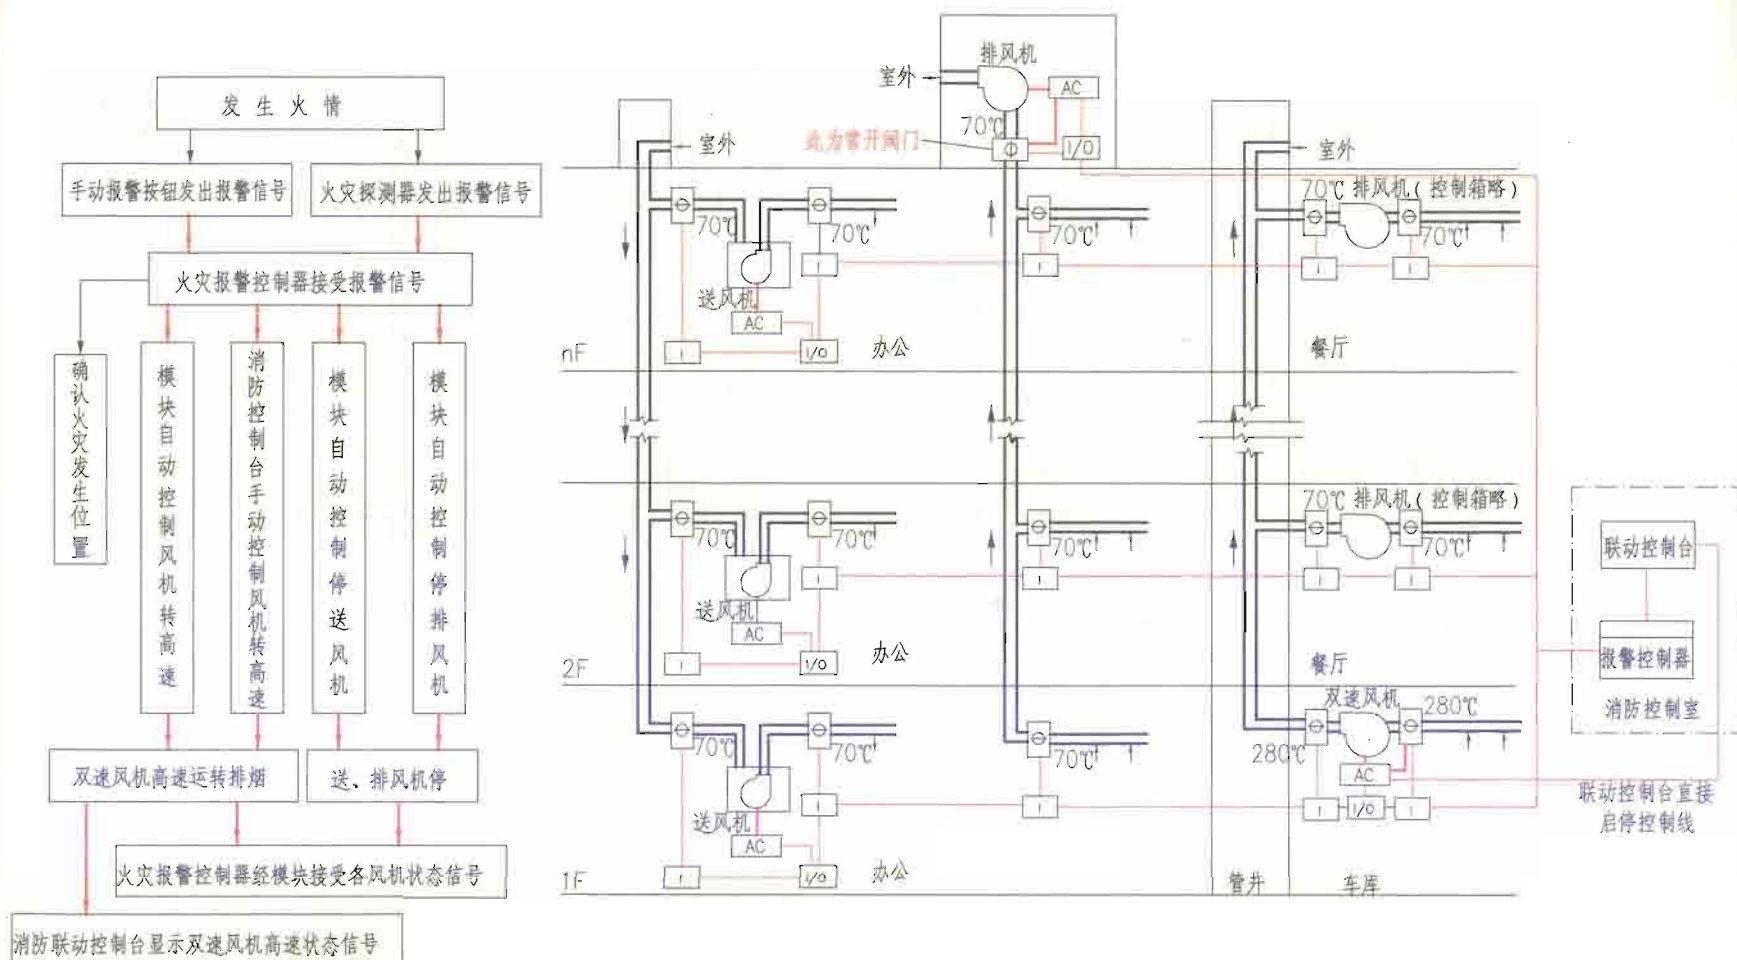 发生火情
手动报警按钮发出报警信号
火灾探测器发出报警信号
火灾报警控制器接受报警信号
确认火灾发生位置
模块自动控制风机转高速
消防控制台手动控制风机转高速
模块自动控制停送风机
模块自动控制停排风机
双速风机高速运转排烟
送、排风机停
火灾报警控制器经模块接受各风机状态信号
消防联动控制台显示双速风机高速状态信号
排风机
室外
AC
70℃
此为常开阀门
I/O
室外
室外
70℃
70℃
70℃
70℃ 排风机(控制箱略)
70℃
I
I
I
I
送风机
AC
I
I/O
nF
办公
餐厅
70℃
70℃
70℃
70℃ 排风机(控制箱略)
70℃
I
I
I
I
送风机
AC
I
I/O
2F
办公
餐厅
双速风机
280℃
70℃
70℃
70℃
280℃
AC
I
I
I
I/O
I
送风机
AC
I
I/O
1F
办公
管井
车库
联动控制台
报警控制器
消防控制室
联动控制台直接
启停控制线